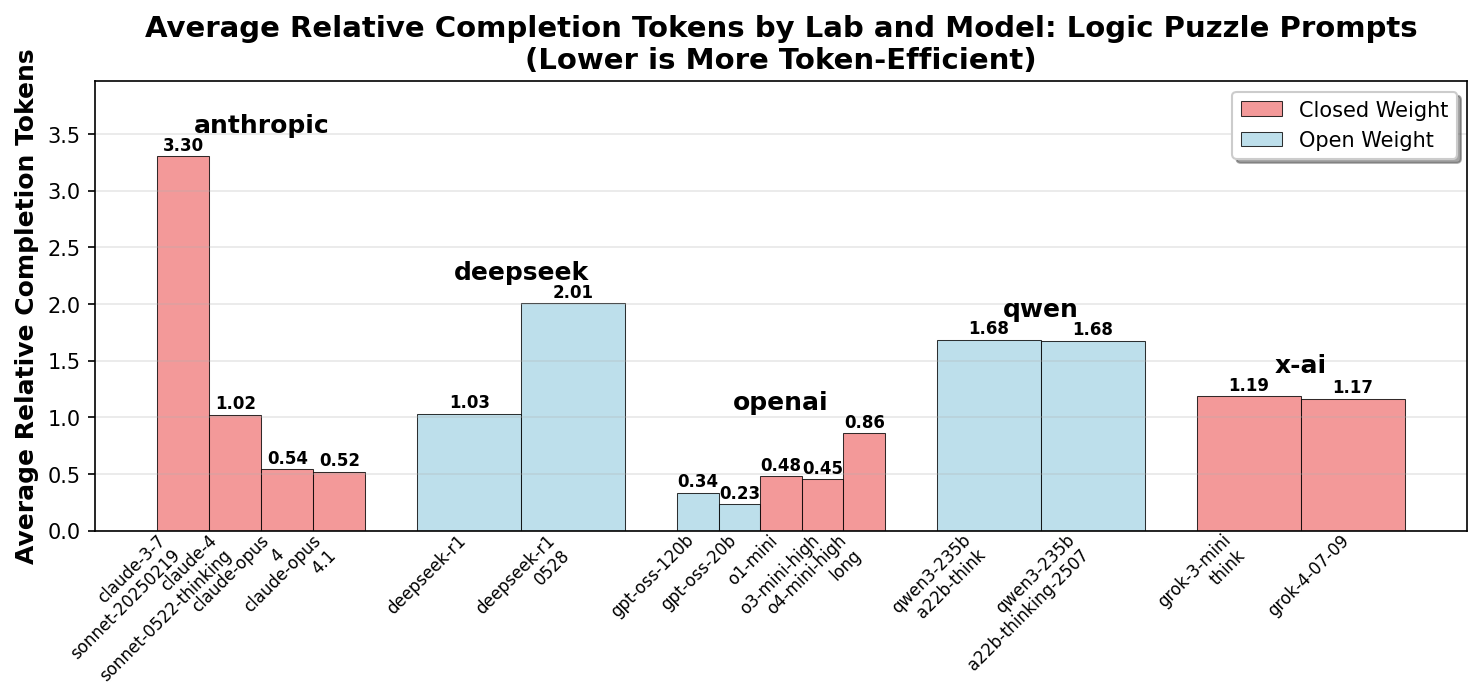 Average Relative Completion Tokens by Lab and Model: Logic Puzzle Prompts
(Lower is More Token-Efficient)
Average Relative Completion Tokens
Closed Weight
Open Weight
3.5
3.0
2.5
2.0
1.5
1.0
0.5
0.0
anthropic
3.30
1.02
0.54
0.52
deepseek
1.03
2.01
openai
0.34
0.23
0.48
0.45
0.86
qwen
1.68
1.68
x-ai
1.19
1.17
claude-3-7
sonnet-20250219
claude-4
sonnet-0522-thinking
claude-opus
4
claude-opus
4.1
deepseek-r1
deepseek-r1
0528
gpt-oss-120b
gpt-oss-20b
o1-mini
o3-mini-high
o4-mini-high
long
qwen3-235b
a22b-think
qwen3-235b
a22b-thinking-2507
grok-3-mini
think
grok-4-07-09